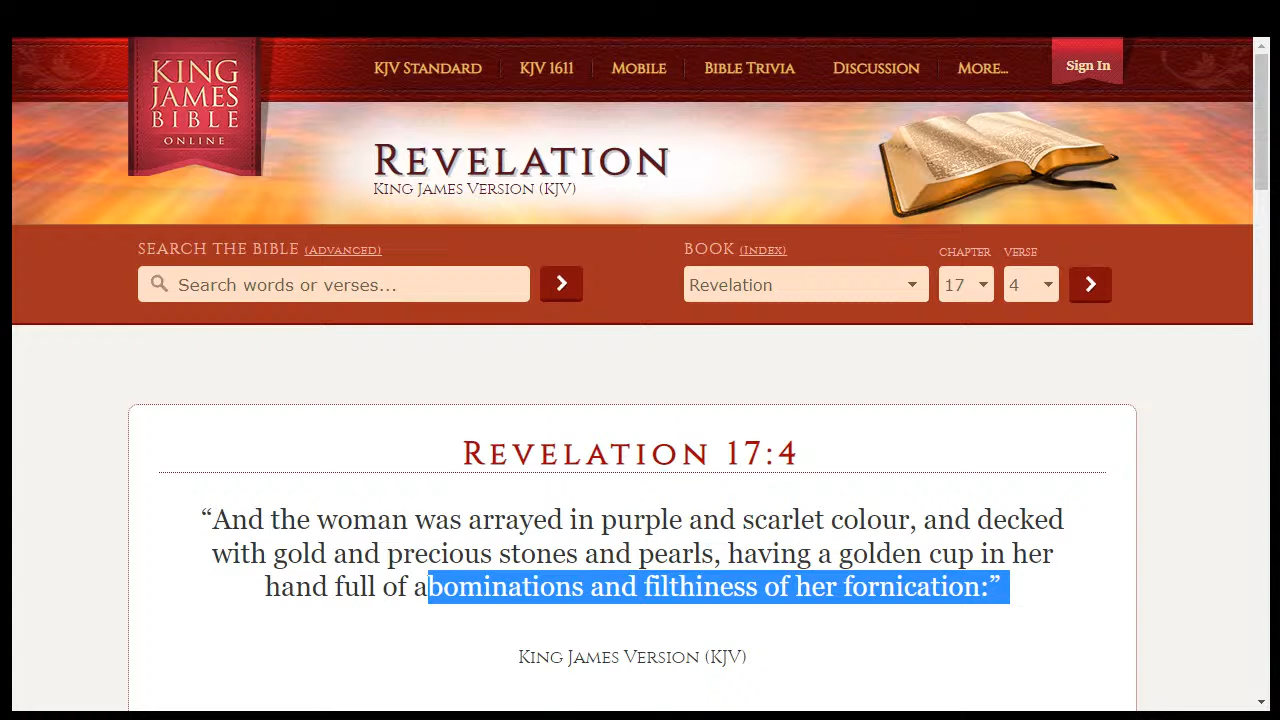 KING
JAMES
BIBLE
ONLINE
KJV STANDARD
KJV 1611
MOBILE
BIBLE TRIVIA
DISCUSSION
MORE...
Sign In
REVELATION
KING JAMES VERSION (KJV)
SEARCH THE BIBLE (ADVANCED)
BOOK (INDEX)
CHAPTER
VERSE
Search words or verses...
Revelation
17
4
REVELATION 17:4
“And the woman was arrayed in purple and scarlet colour, and decked
with gold and precious stones and pearls, having a golden cup in her
hand full of abominations and filthiness of her fornication:”
KING JAMES VERSION (KJV)